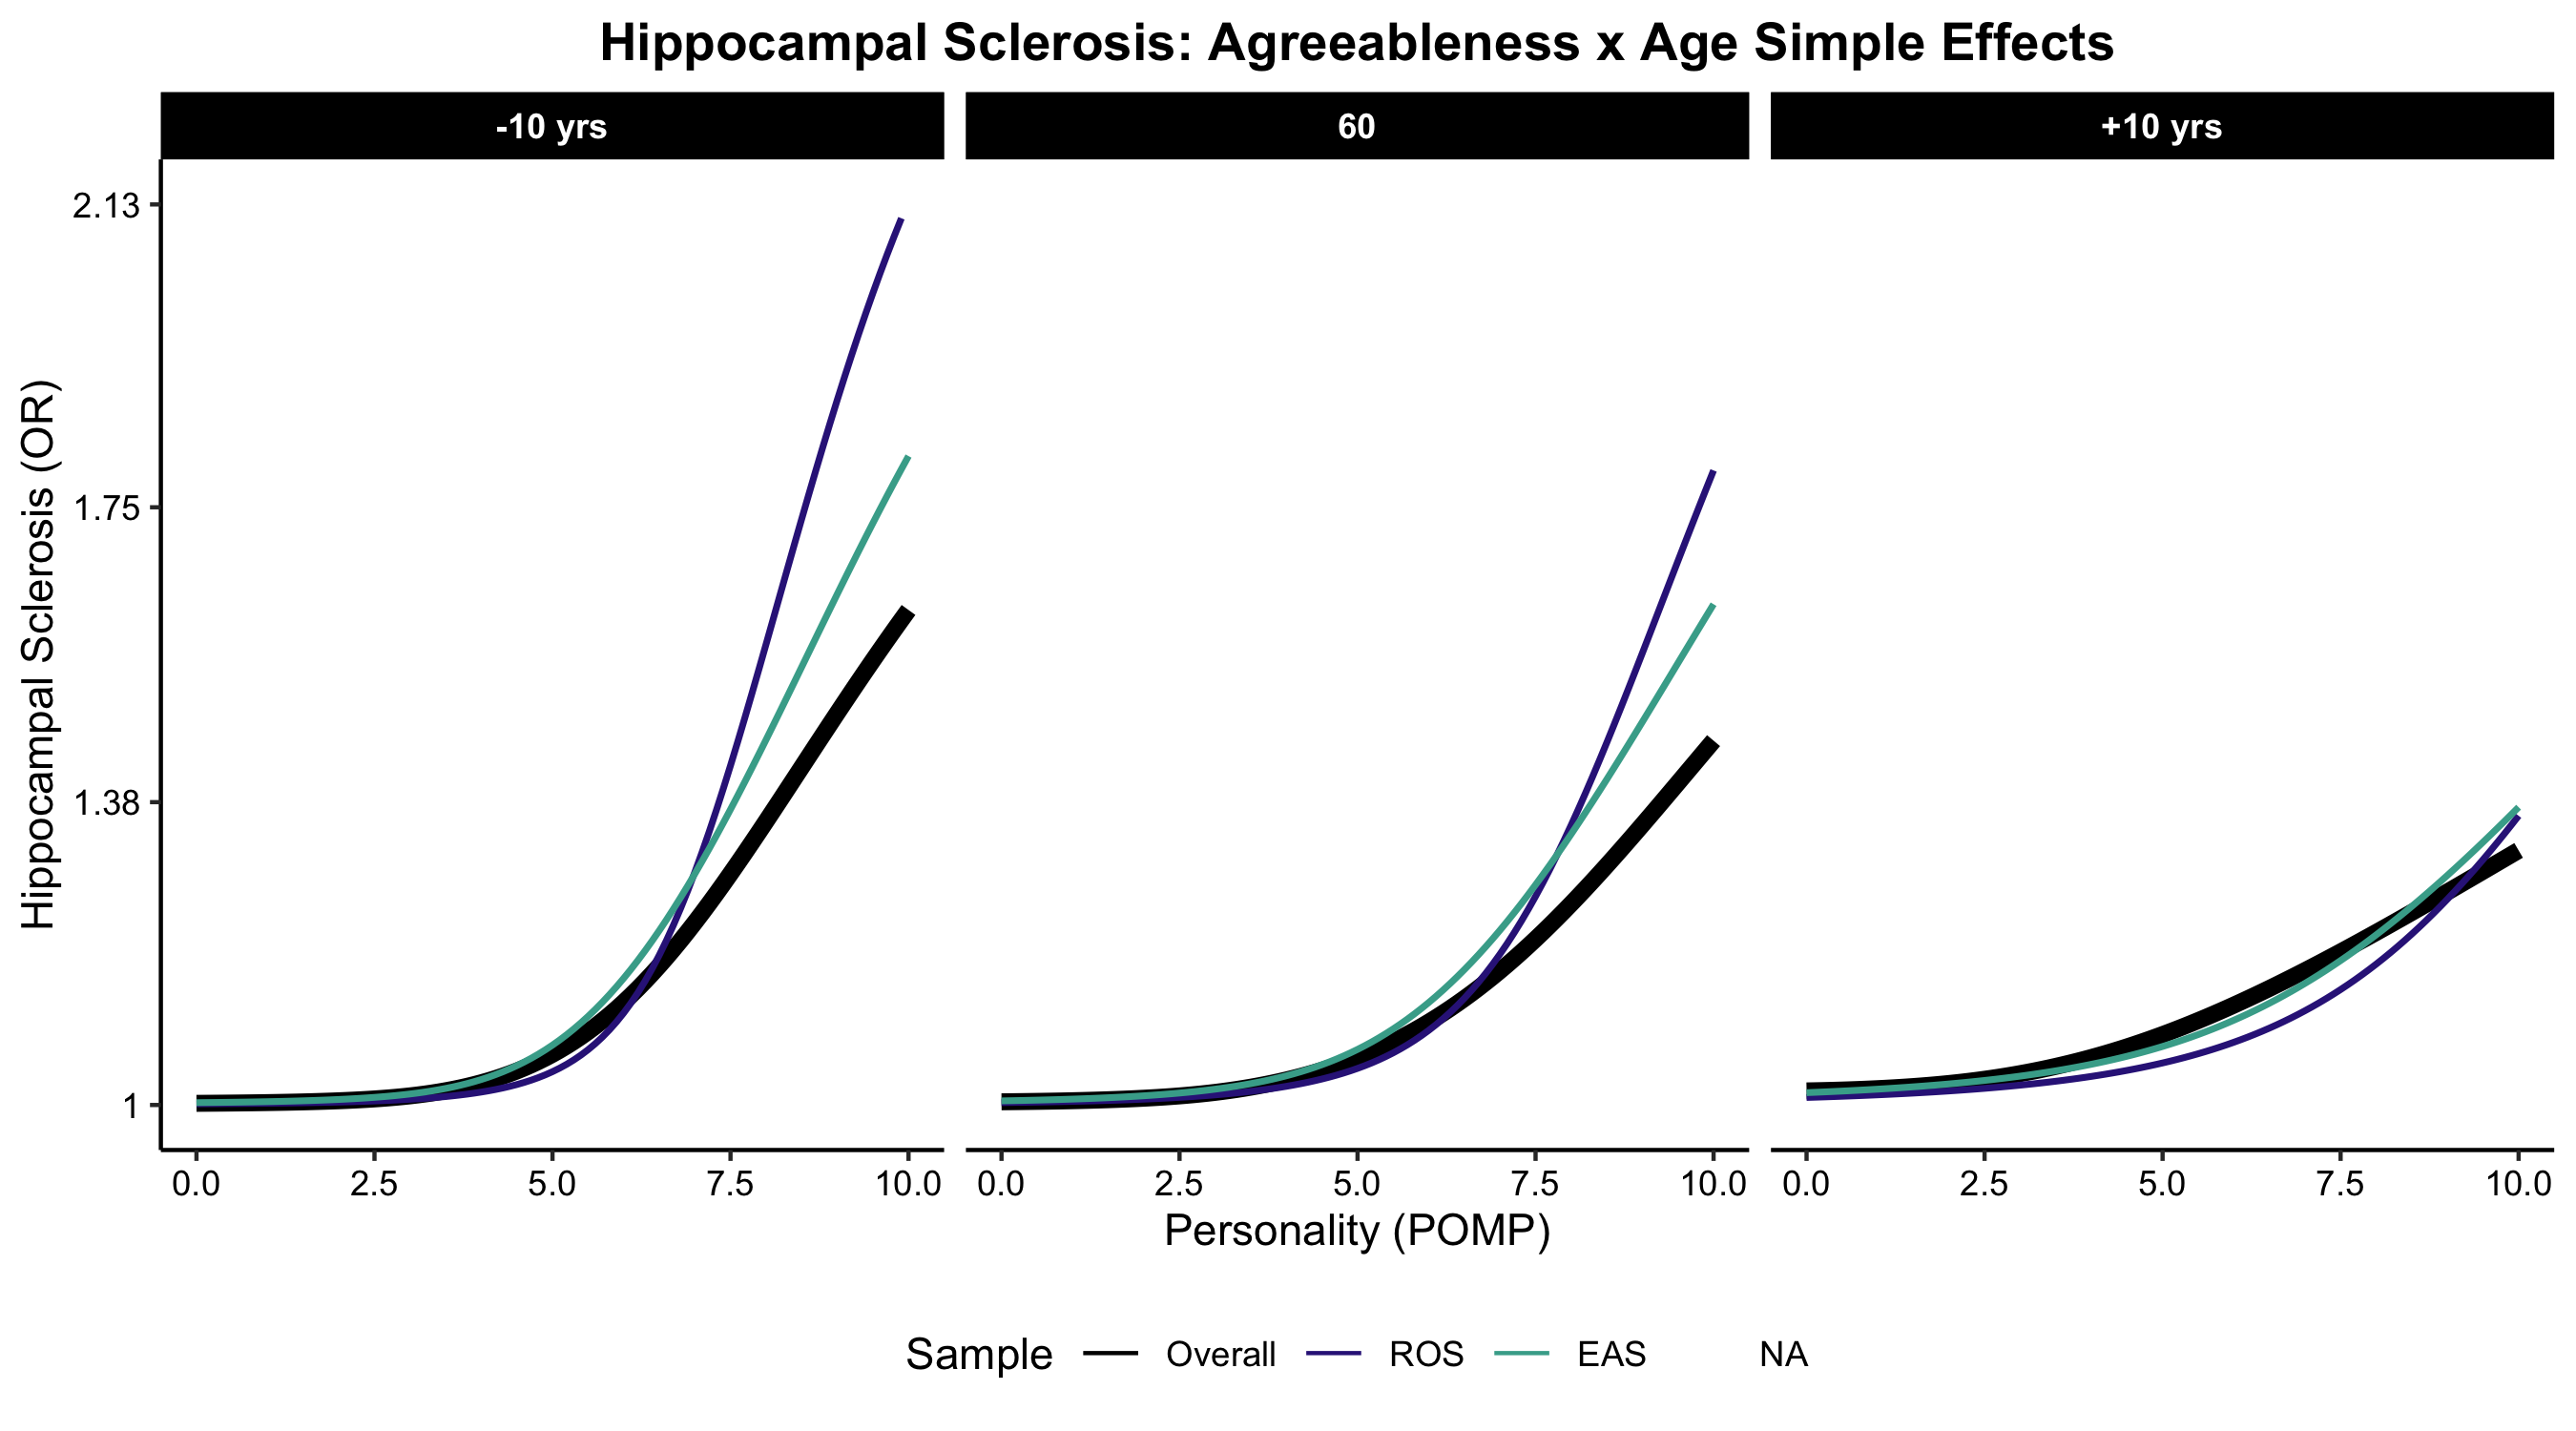 Hippocampal Sclerosis: Agreeableness x Age Simple Effects
-10 yrs
60
+10 yrs
Hippocampal Sclerosis (OR)
2.13
1.75
1.38
1
0.0 2.5 5.0 7.5 10.0
0.0 2.5 5.0 7.5 10.0
0.0 2.5 5.0 7.5 10.0
Personality (POMP)
Sample Overall ROS EAS NA